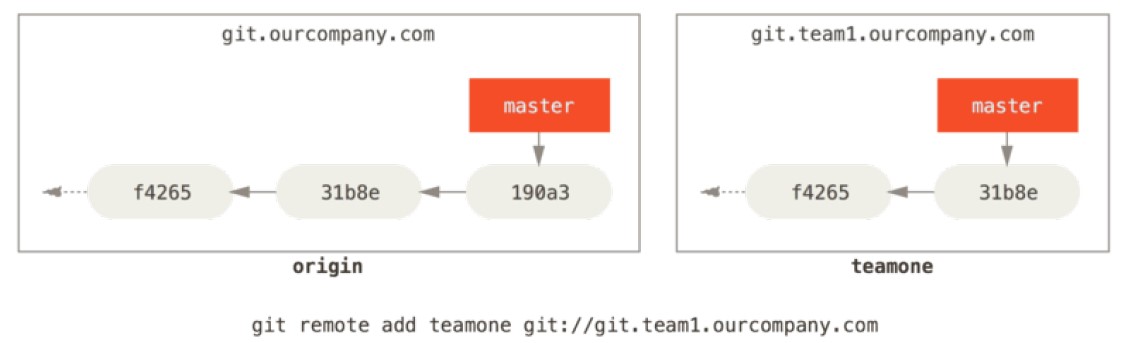 git.ourcompany.com
master
f4265
31b8e
190a3
origin
git.team1.ourcompany.com
master
f4265
31b8e
teamone
git remote add teamone git://git.team1.ourcompany.com